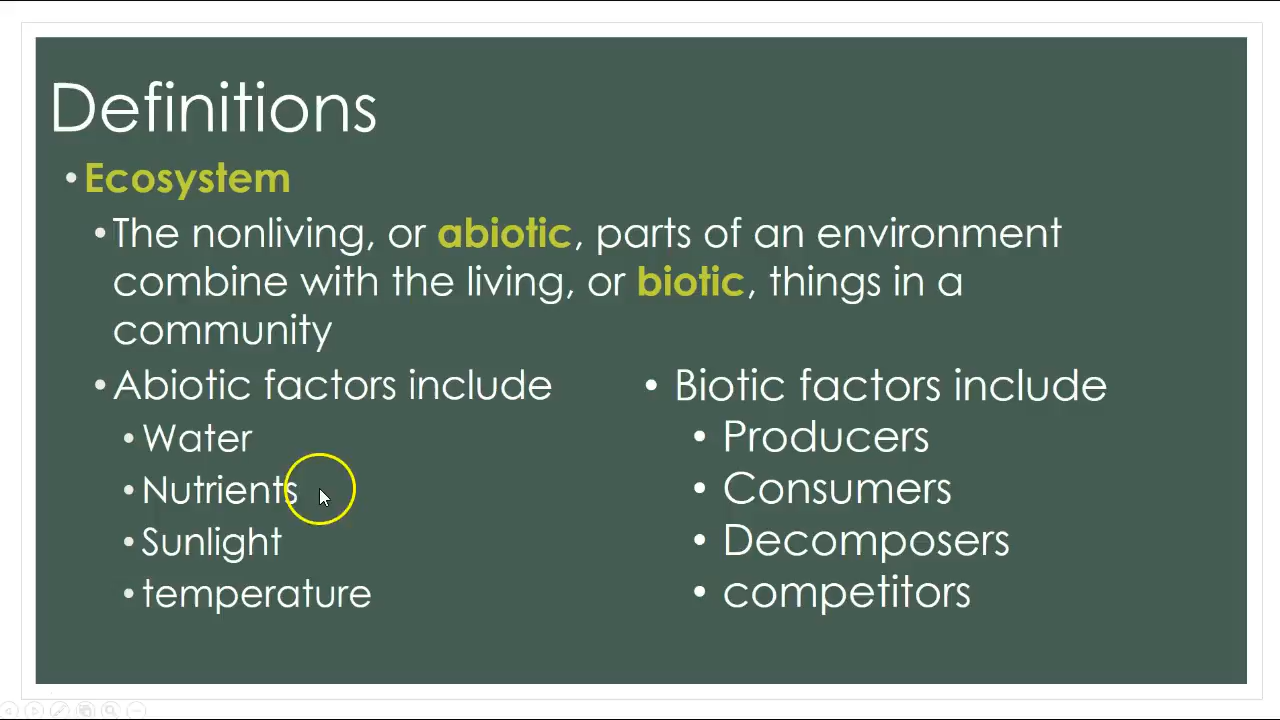 Definitions
• Ecosystem
• The nonliving, or abiotic, parts of an environment
combine with the living, or biotic, things in a
community
• Abiotic factors include
• Water
• Nutrients
• Sunlight
• temperature
• Biotic factors include
• Producers
• Consumers
• Decomposers
• competitors